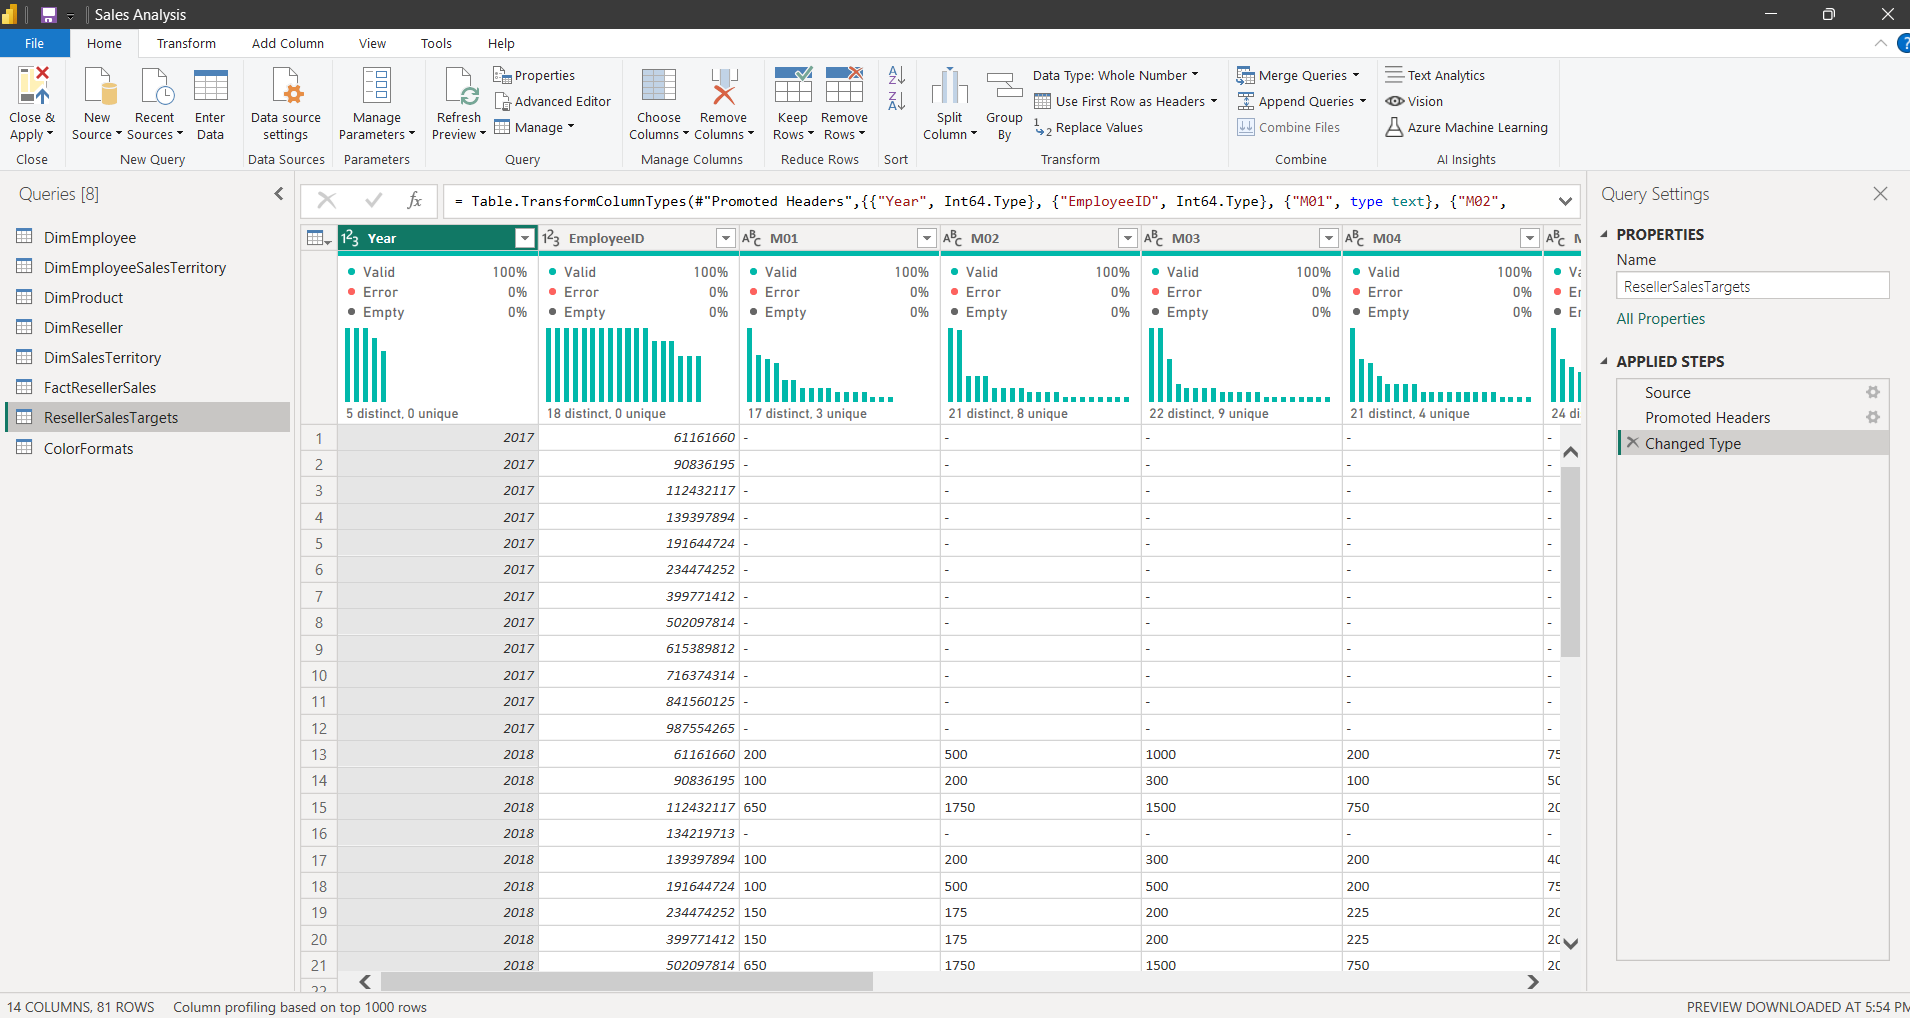 Sales Analysis
File Home Transform Add Column View Tools Help
Close & Apply
Close
New Source
Recent Sources
Enter Data
New Query
Data source settings
Data Sources
Manage Parameters
Parameters
Refresh Preview
Properties
Advanced Editor
Manage
Query
Choose Columns
Remove Columns
Manage Columns
Keep Rows
Remove Rows
Reduce Rows
Sort
Split Column
Group By
Data Type: Whole Number
Use First Row as Headers
Replace Values
Transform
Merge Queries
Append Queries
Combine Files
Combine
Text Analytics
Vision
Azure Machine Learning
AI Insights
Queries [8]
DimEmployee
DimEmployeeSalesTerritory
DimProduct
DimReseller
DimSalesTerritory
FactResellerSales
ResellerSalesTargets
ColorFormats
fx = Table.TransformColumnTypes(#"Promoted Headers",{{"Year", Int64.Type}, {"EmployeeID", Int64.Type}, {"M01", type text}, {"M02",
Year EmployeeID M01 M02 M03 M04
Valid 100% Valid 100% Valid 100% Valid 100% Valid 100% Valid 100%
Error 0% Error 0% Error 0% Error 0% Error 0% Error 0%
Empty 0% Empty 0% Empty 0% Empty 0% Empty 0% Empty 0%
5 distinct, 0 unique 18 distinct, 0 unique 17 distinct, 3 unique 21 distinct, 8 unique 22 distinct, 9 unique 21 distinct, 4 unique 24 di
1 2017 61161660 - - - - -
2 2017 90836195 - - - - -
3 2017 112432117 - - - - -
4 2017 139397894 - - - - -
5 2017 191644724 - - - - -
6 2017 234474252 - - - - -
7 2017 399771412 - - - - -
8 2017 502097814 - - - - -
9 2017 615389812 - - - - -
10 2017 716374314 - - - - -
11 2017 841560125 - - - - -
12 2017 987554265 - - - - -
13 2018 61161660 200 500 1000 200 75
14 2018 90836195 100 200 300 100 50
15 2018 112432117 650 1750 1500 750 20
16 2018 134219713 - - - - -
17 2018 139397894 100 200 300 200 40
18 2018 191644724 100 500 500 200 75
19 2018 234474252 150 175 200 225 20
20 2018 399771412 150 175 200 225 20
21 2018 502097814 650 1750 1500 750 20
Query Settings
PROPERTIES
Name
ResellerSalesTargets
All Properties
APPLIED STEPS
Source
Promoted Headers
Changed Type
14 COLUMNS, 81 ROWS Column profiling based on top 1000 rows PREVIEW DOWNLOADED AT 5:54 PM